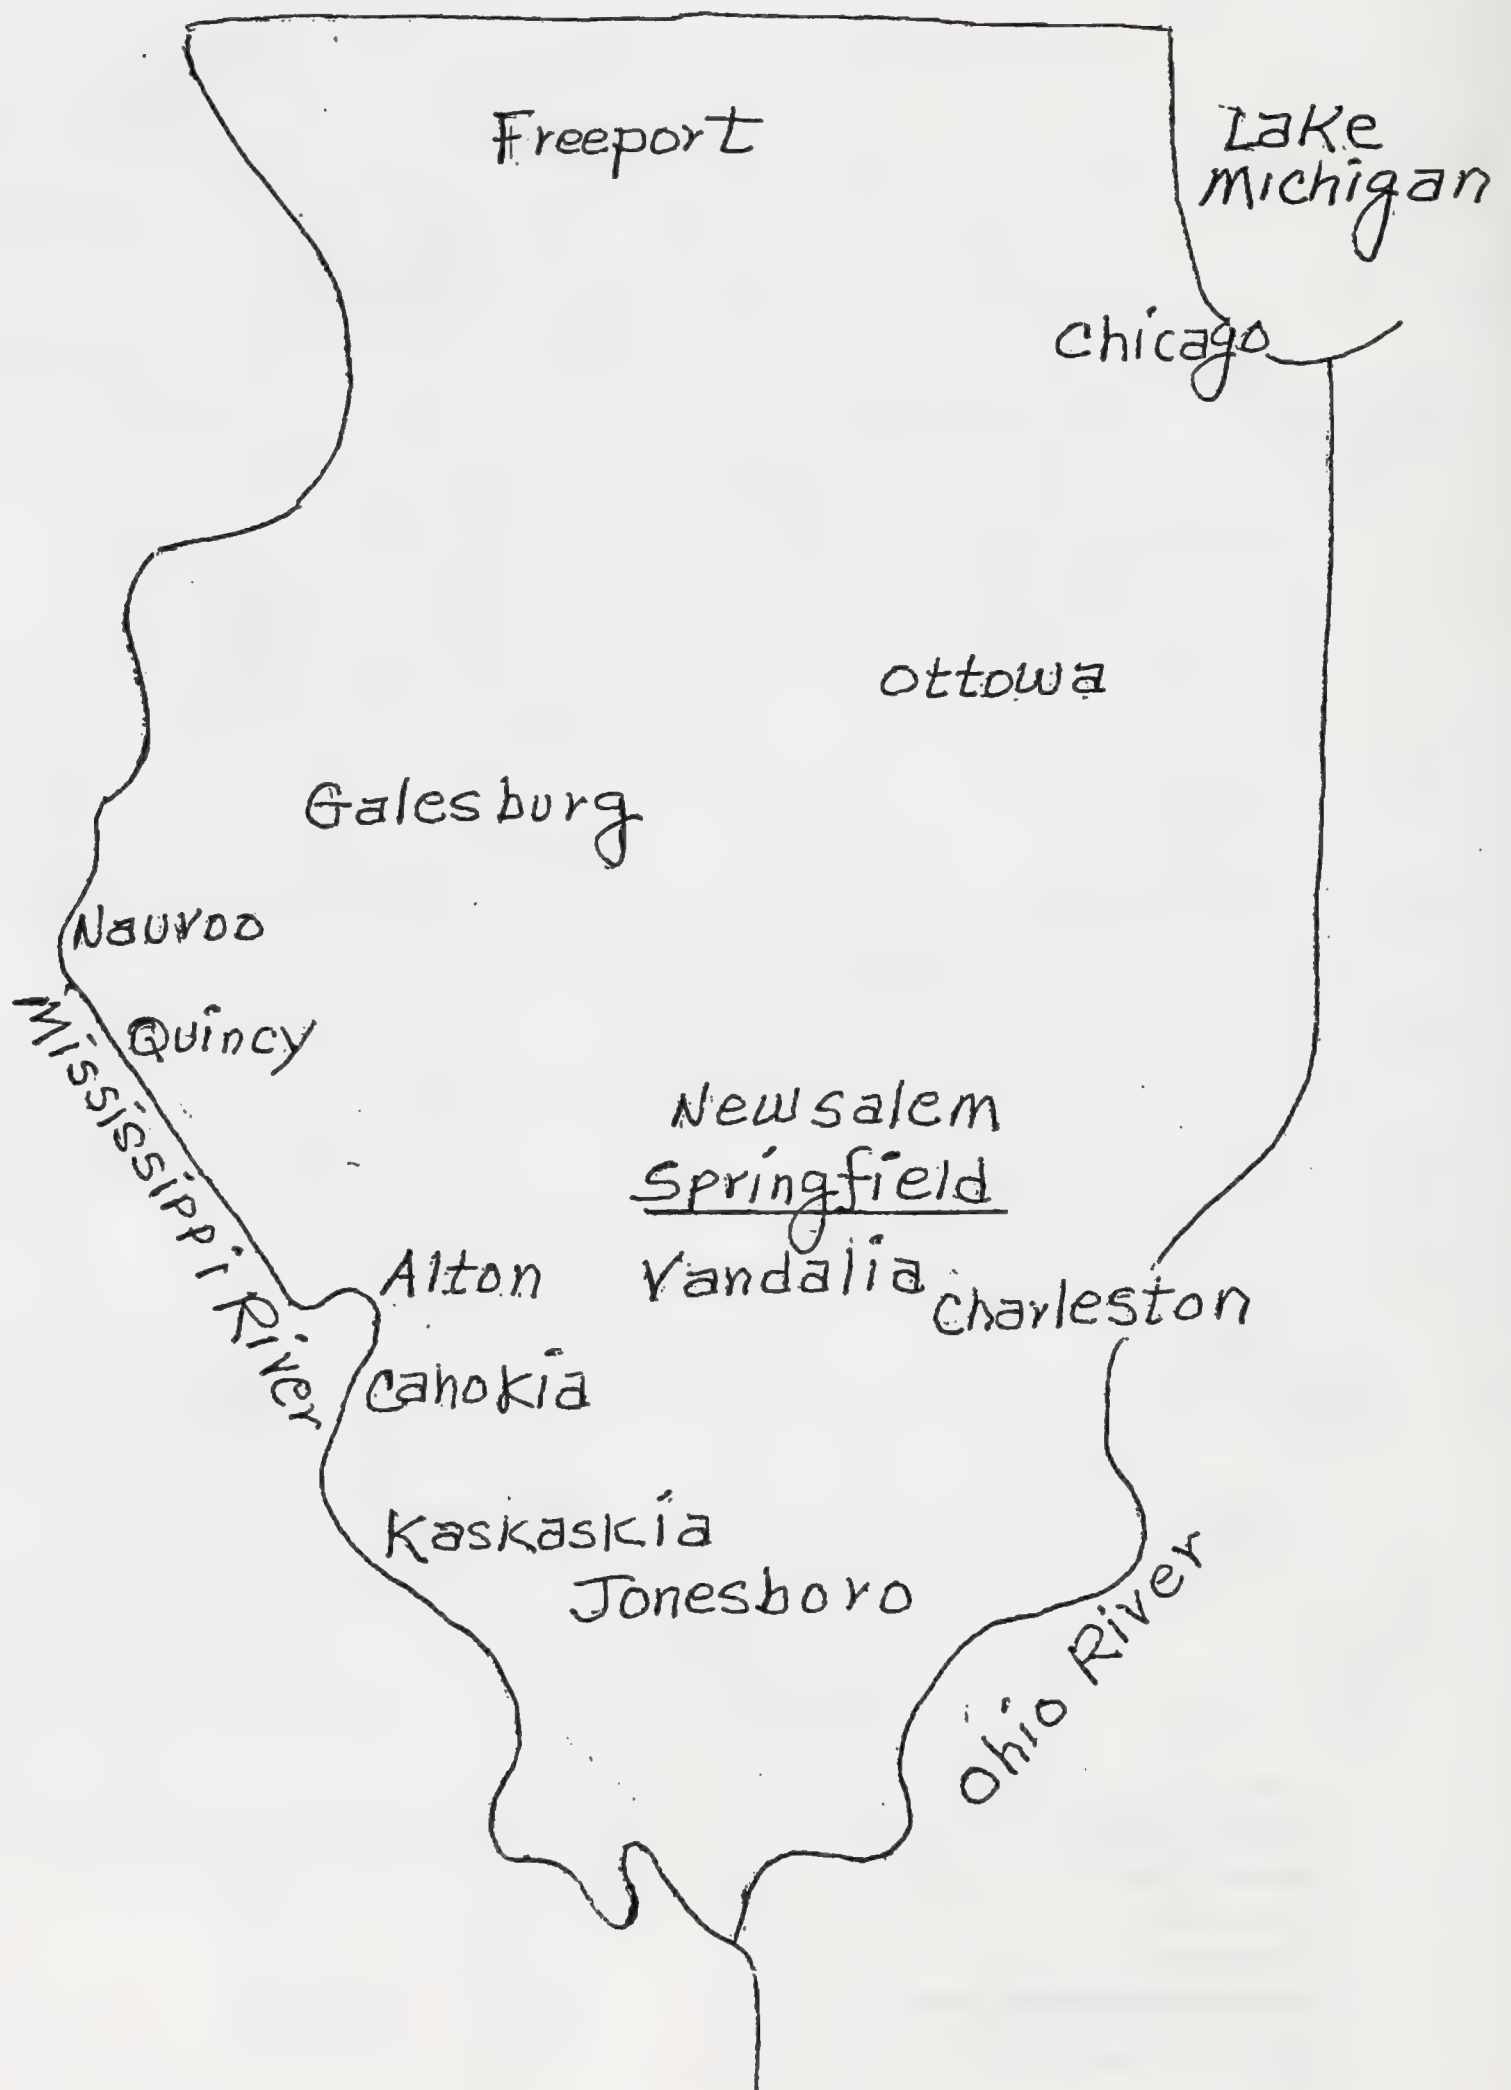 Freeport
Lake
Michigan
Chicago
Ottowa
Galesburg
Nauvoo
Quincy
Mississippi River
Newsalem
Springfield
Alton
Vandalia
Charleston
Cahokia
Kaskaskia
Jonesboro
Ohio River